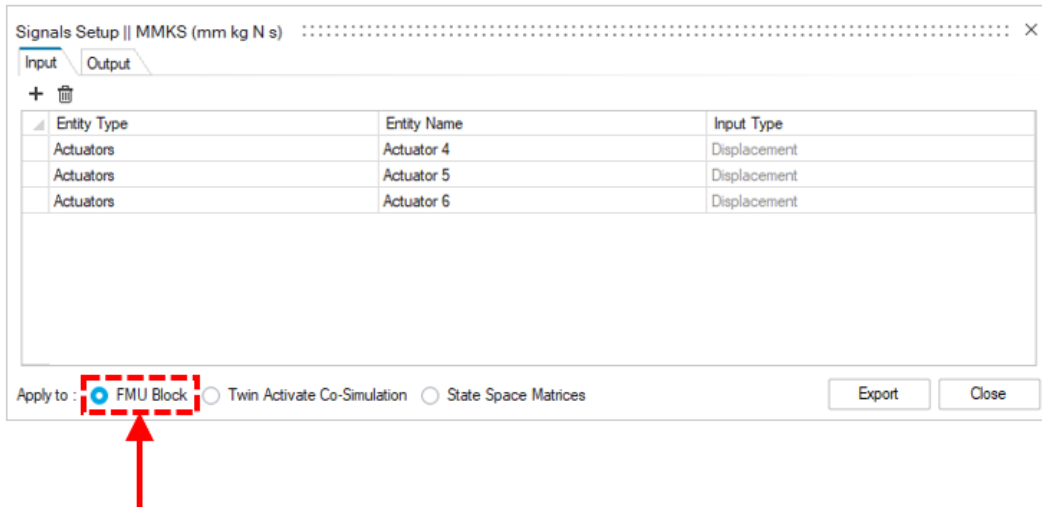 Signals Setup || MMKS (mm kg N s)
Input Output
Entity Type Entity Name Input Type
Actuators Actuator 4 Displacement
Actuators Actuator 5 Displacement
Actuators Actuator 6 Displacement
Apply to : FMU Block Twin Activate Co-Simulation State Space Matrices Export Close